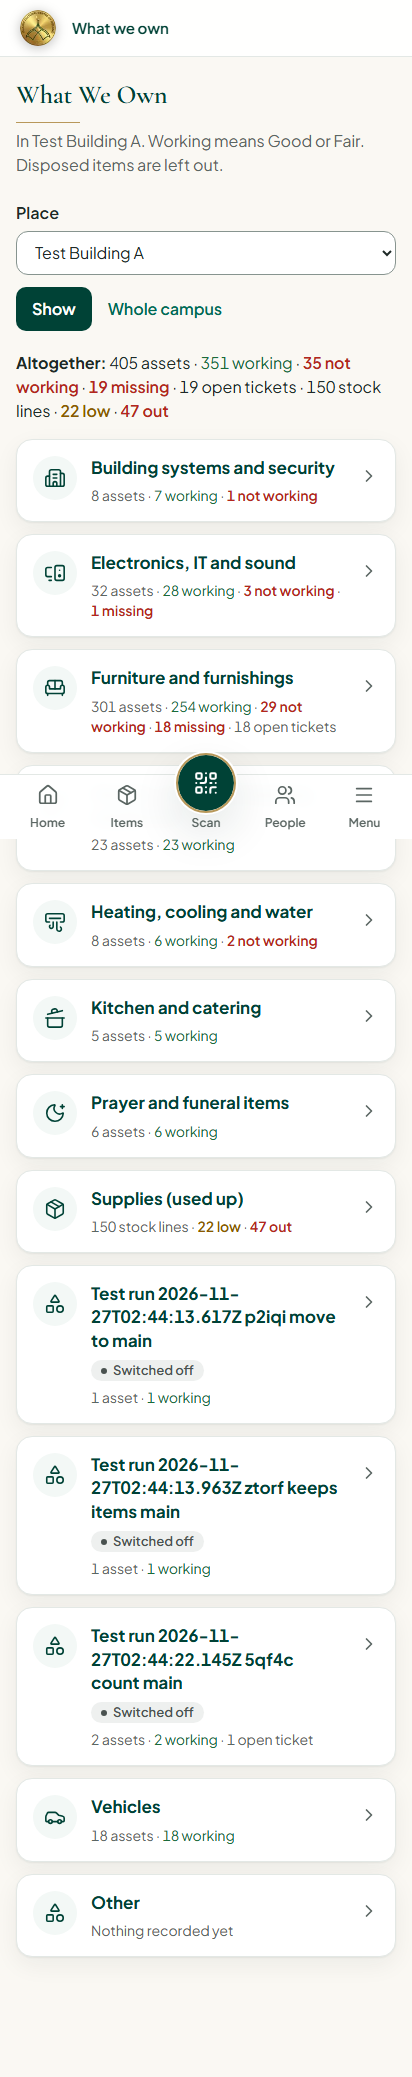 What we own
What We Own
In Test Building A. Working means Good or Fair.
Disposed items are left out.
Place
Test Building A
Show
Whole campus
Altogether: 405 assets · 351 working · 35 not
working · 19 missing · 19 open tickets · 150 stock
lines · 22 low · 47 out
Building systems and security
8 assets · 7 working · 1 not working
Electronics, IT and sound
32 assets · 28 working · 3 not working ·
1 missing
Furniture and furnishings
301 assets · 254 working · 29 not
working · 18 missing · 18 open tickets
Home
Items
Scan
People
Menu
23 assets · 23 working
Heating, cooling and water
8 assets · 6 working · 2 not working
Kitchen and catering
5 assets · 5 working
Prayer and funeral items
6 assets · 6 working
Supplies (used up)
150 stock lines · 22 low · 47 out
Test run 2026-11-
27T02:44:13.617Z p2iqi move
to main
Switched off
1 asset · 1 working
Test run 2026-11-
27T02:44:13.963Z ztorf keeps
items main
Switched off
1 asset · 1 working
Test run 2026-11-
27T02:44:22.145Z 5qf4c
count main
Switched off
2 assets · 2 working · 1 open ticket
Vehicles
18 assets · 18 working
Other
Nothing recorded yet